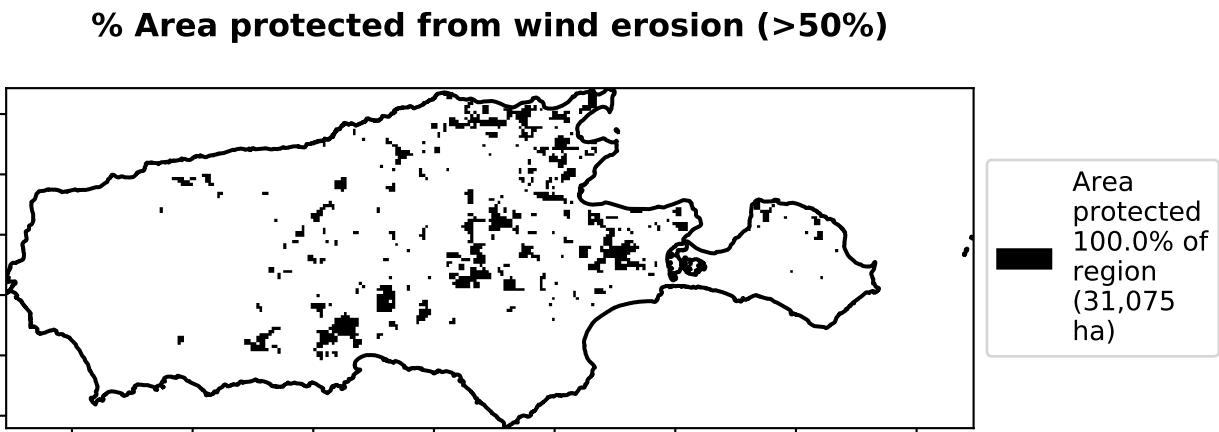 % Area protected from wind erosion (>50%)
Area
protected
100.0% of
region
(31,075
ha)